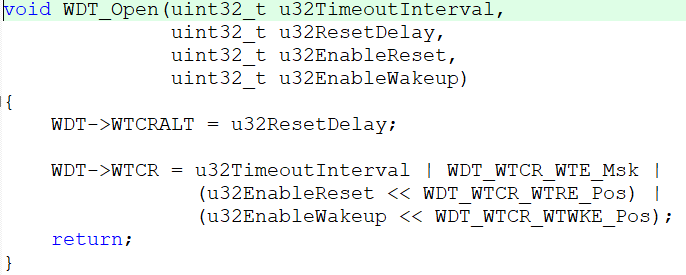 void WDT_Open(uint32_t u32TimeoutInterval,
              uint32_t u32ResetDelay,
              uint32_t u32EnableReset,
              uint32_t u32EnableWakeup)
{
    WDT->WTCRALT = u32ResetDelay;

    WDT->WTCR = u32TimeoutInterval | WDT_WTCR_WTE_Msk |
                (u32EnableReset << WDT_WTCR_WTRE_Pos) |
                (u32EnableWakeup << WDT_WTCR_WTWKE_Pos);
    return;
}